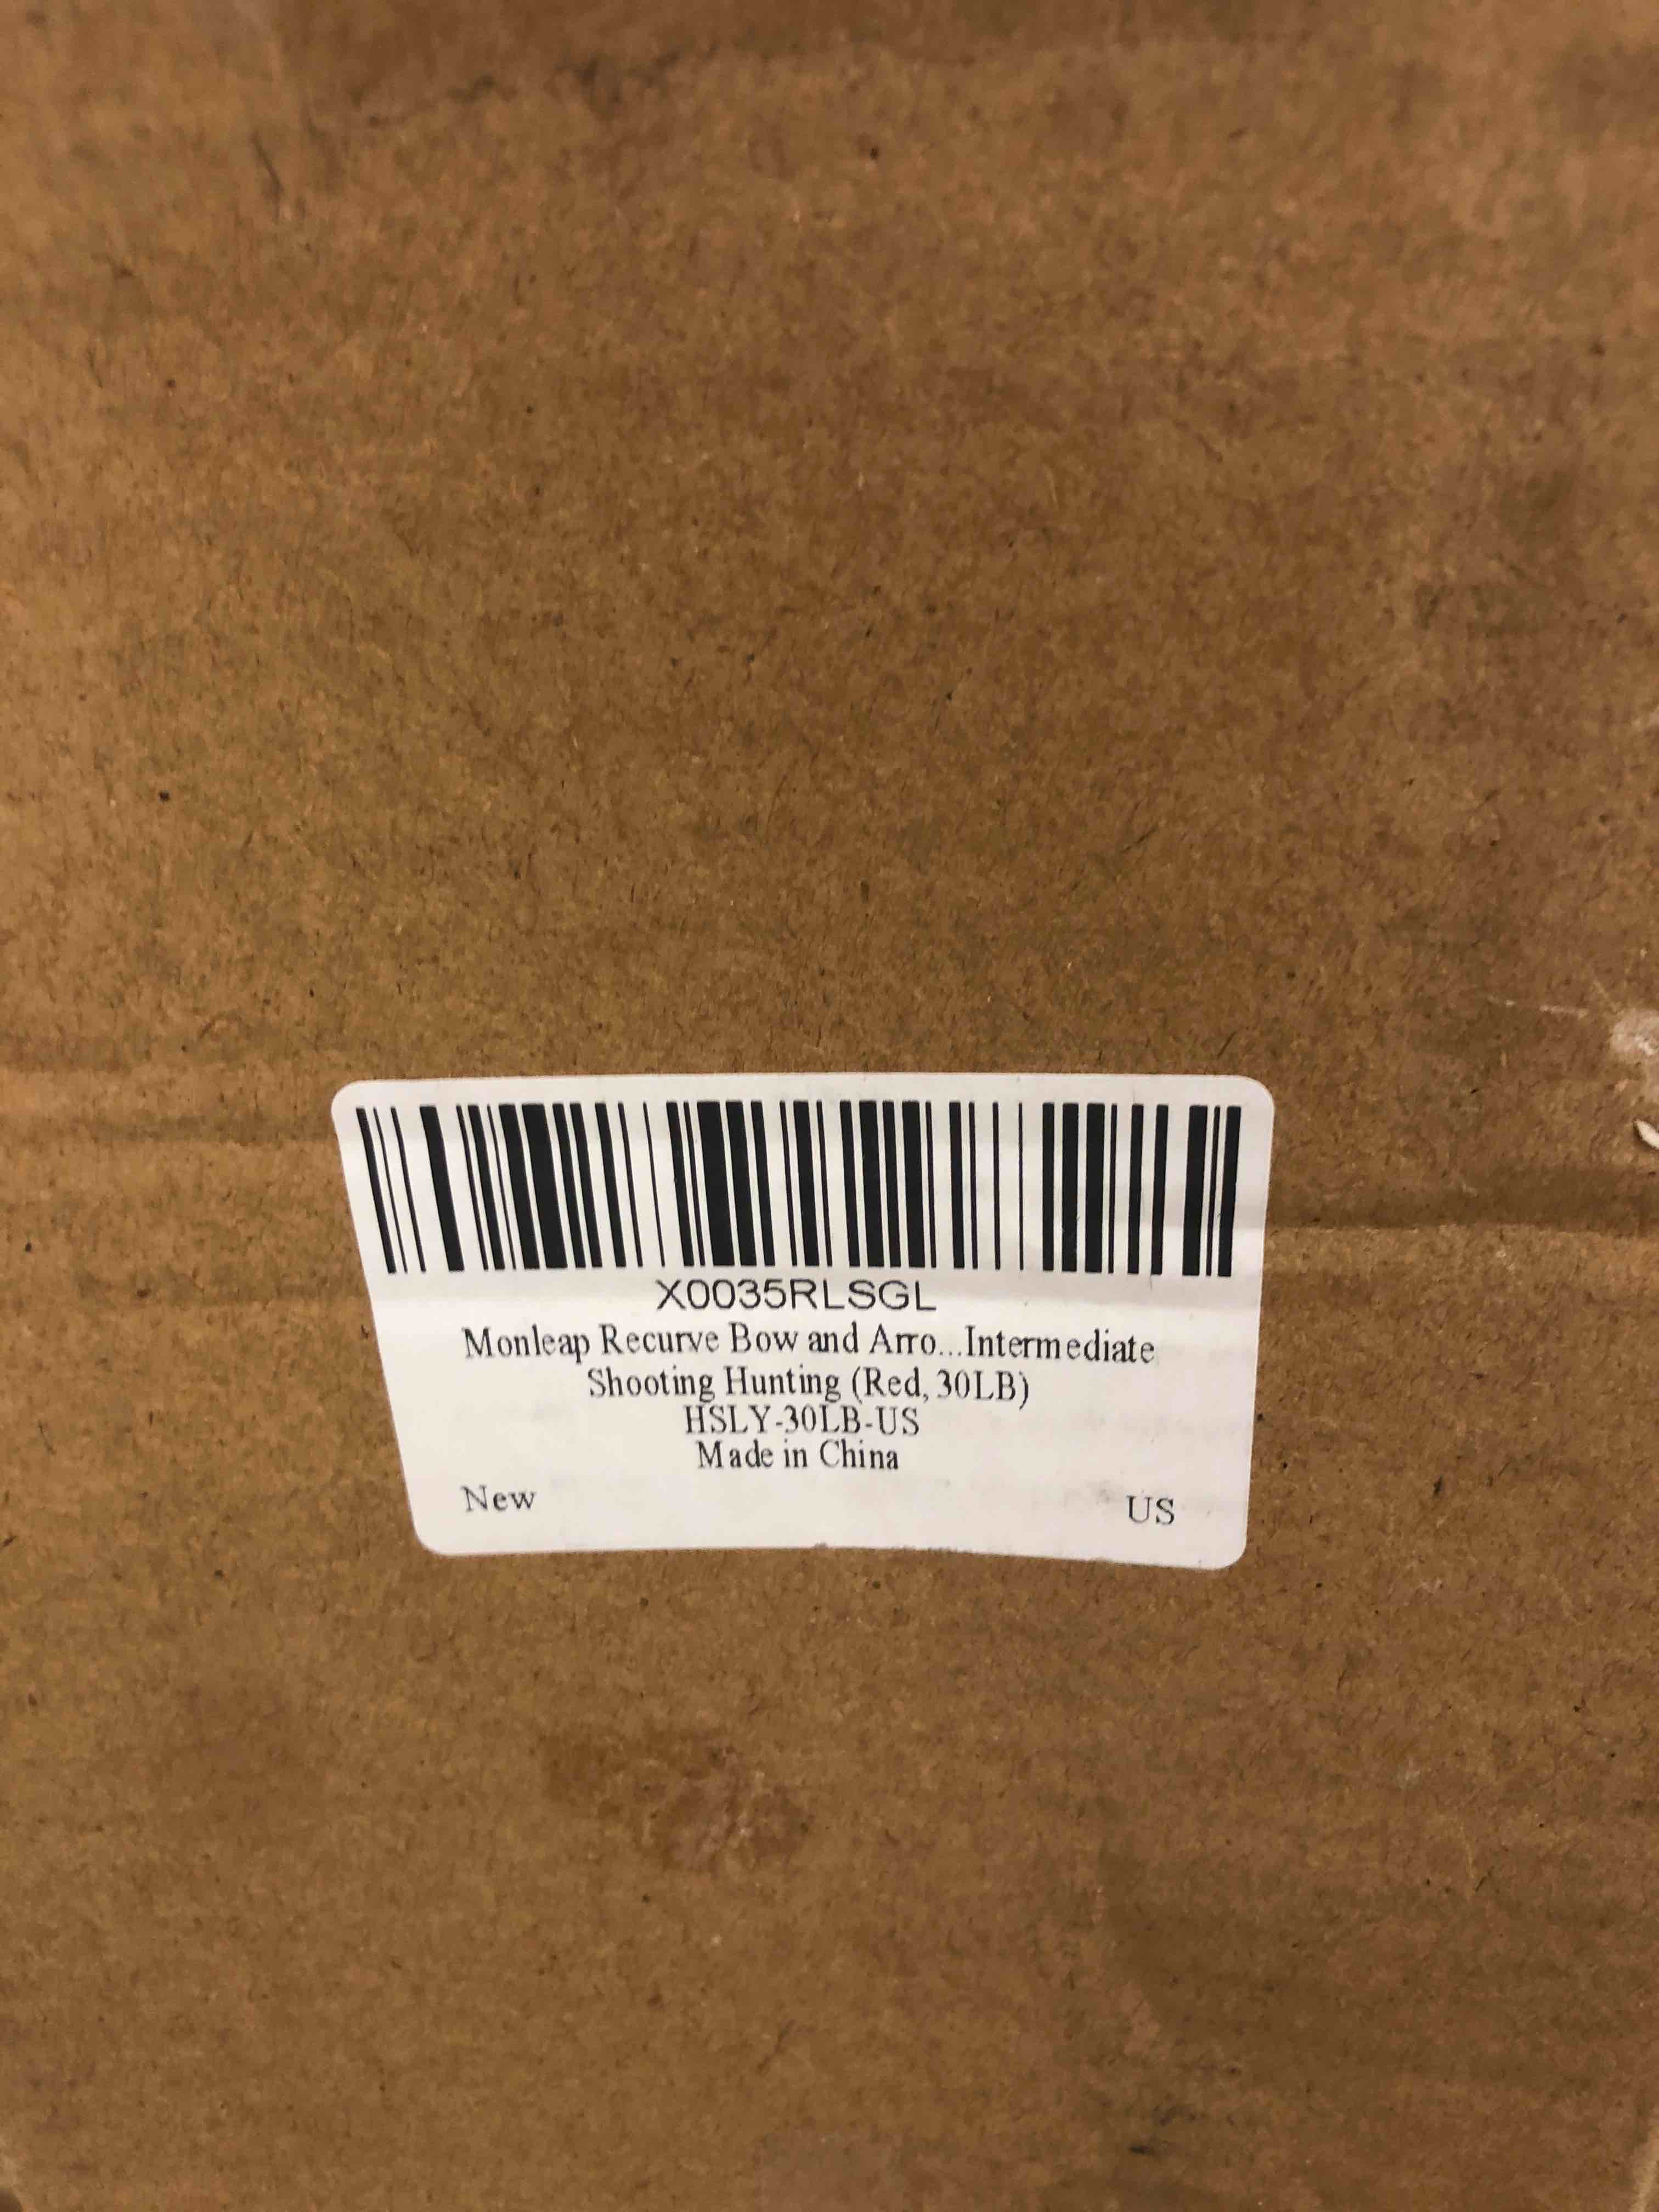 X0035RLSGL
Monleap Recurve Bow and Arro...Intermediate
Shooting Hunting (Red, 30LB)
HSLY-30LB-US
Made in China
New US